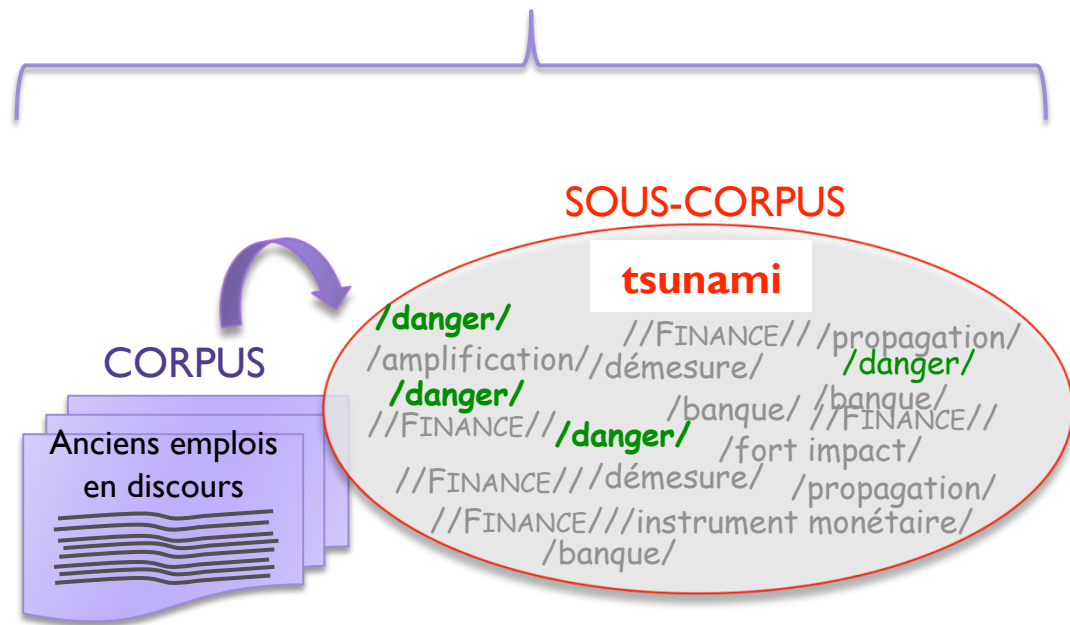 SOUS-CORPUS
tsunami
/danger/
//FINANCE// /propagation/
/amplification/ /démesure/ /danger/
CORPUS
/danger/ /banque/ /banque/
//FINANCE// /danger/ //FINANCE//
Anciens emplois
en discours
/fort impact/
//FINANCE// /démesure/ /propagation/
//FINANCE///instrument monétaire/
/banque/